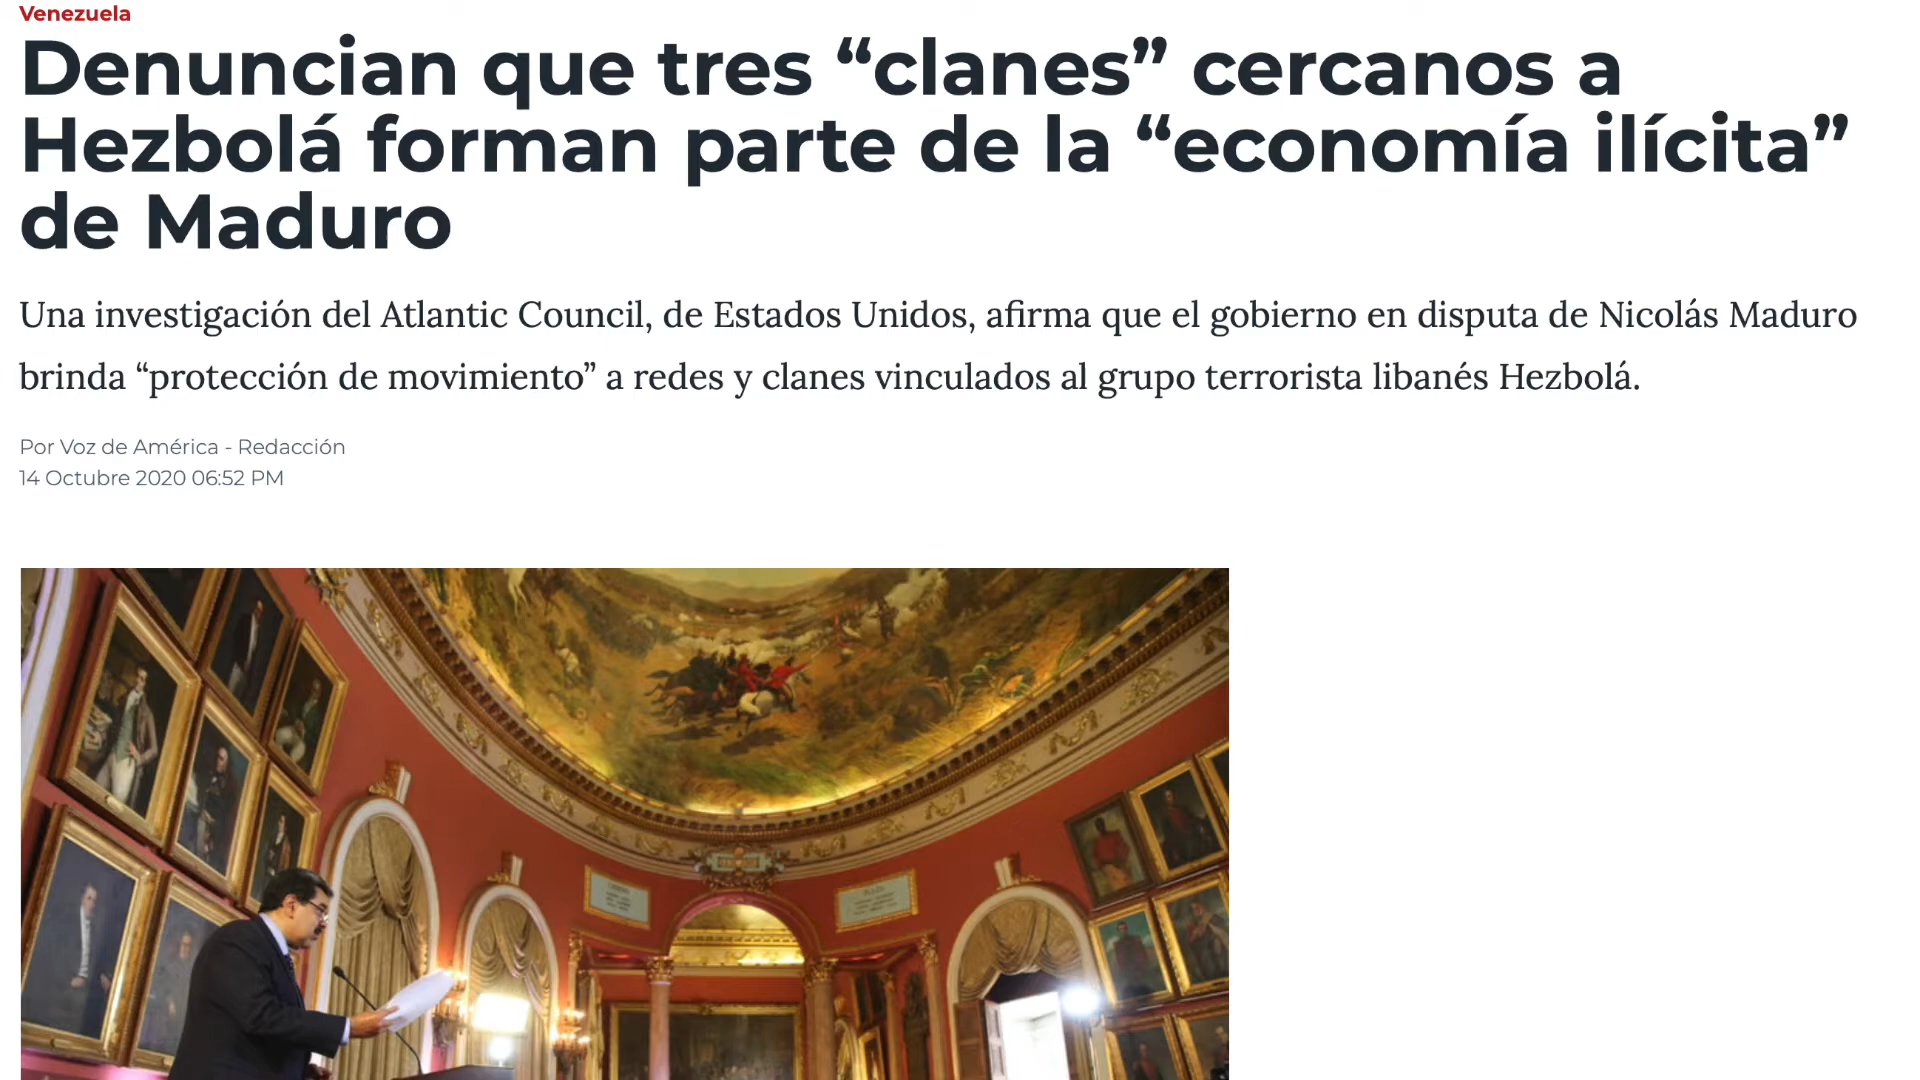 Venezuela
Denuncian que tres “clanes” cercanos a
Hezbolá forman parte de la “economía ilícita”
de Maduro
Una investigación del Atlantic Council, de Estados Unidos, afirma que el gobierno en disputa de Nicolás Maduro
brinda “protección de movimiento” a redes y clanes vinculados al grupo terrorista libanés Hezbolá.
Por Voz de América - Redacción
14 Octubre 2020 06:52 PM